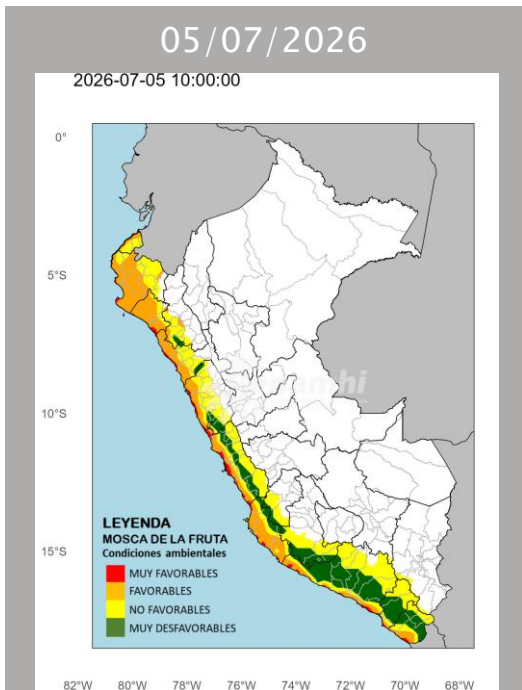 05/07/2026
2026-07-05 10:00:00
0°
5°S
10°S
15°S
LEYENDA
MOSCA DE LA FRUTA
Condiciones ambientales
MUY FAVORABLES
FAVORABLES
NO FAVORABLES
MUY DESFAVORABLES
82°W 80°W 78°W 76°W 74°W 72°W 70°W 68°W